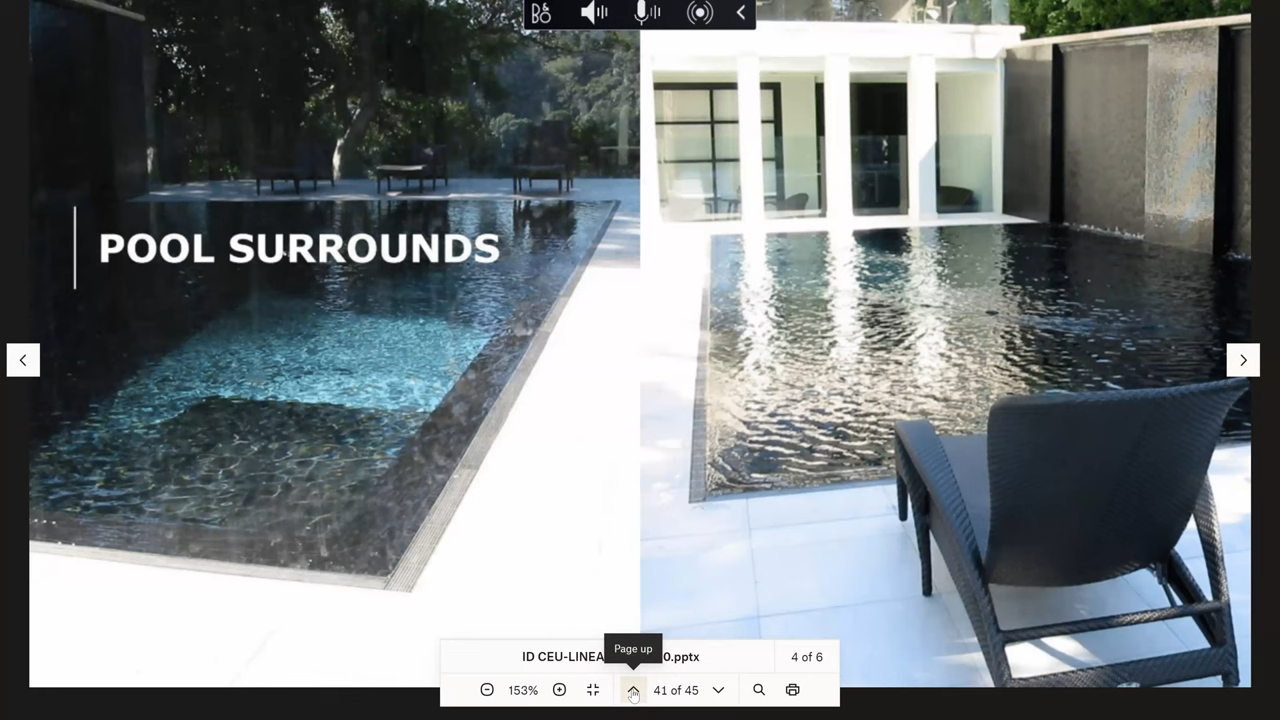 POOL SURROUNDS
Page up
ID CEU-LINEA
0.pptx
4 of 6
153%
41 of 45